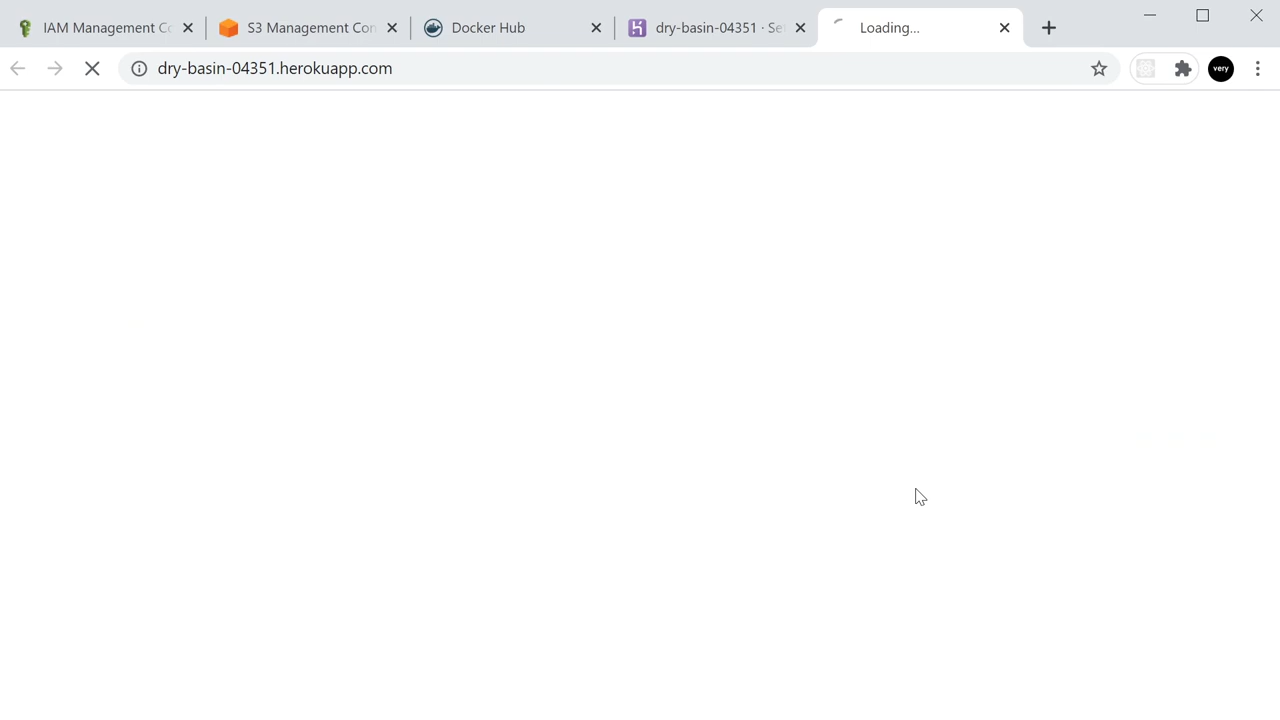 IAM Management Co
S3 Management Con
Docker Hub
dry-basin-04351 · Se
Loading...
dry-basin-04351.herokuapp.com
very